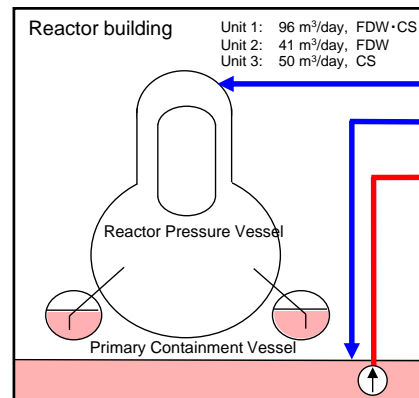 Reactor building
Unit 1: 96 m³/day, FDW・CS
Unit 2: 41 m³/day, FDW
Unit 3: 50 m³/day, CS
Reactor Pressure Vessel
Primary Containment Vessel